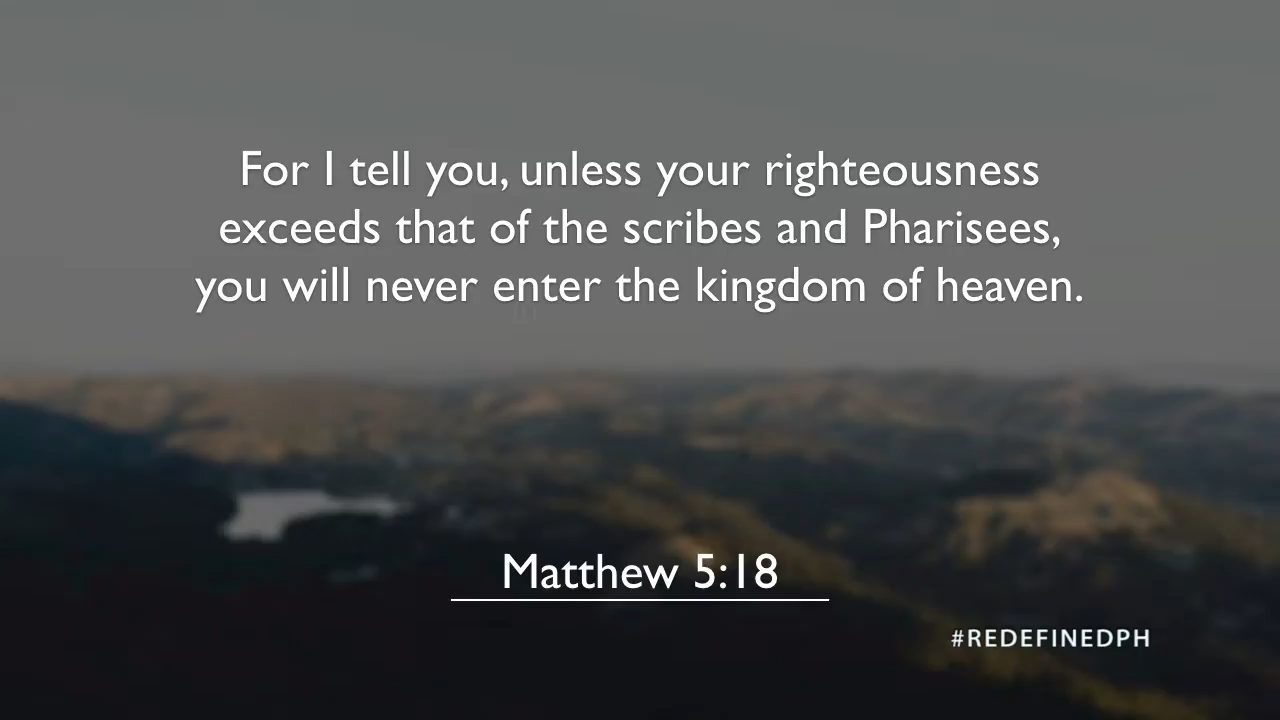 For I tell you, unless your righteousness
exceeds that of the scribes and Pharisees,
you will never enter the kingdom of heaven.
Matthew 5:18
#REDEFINEDPH